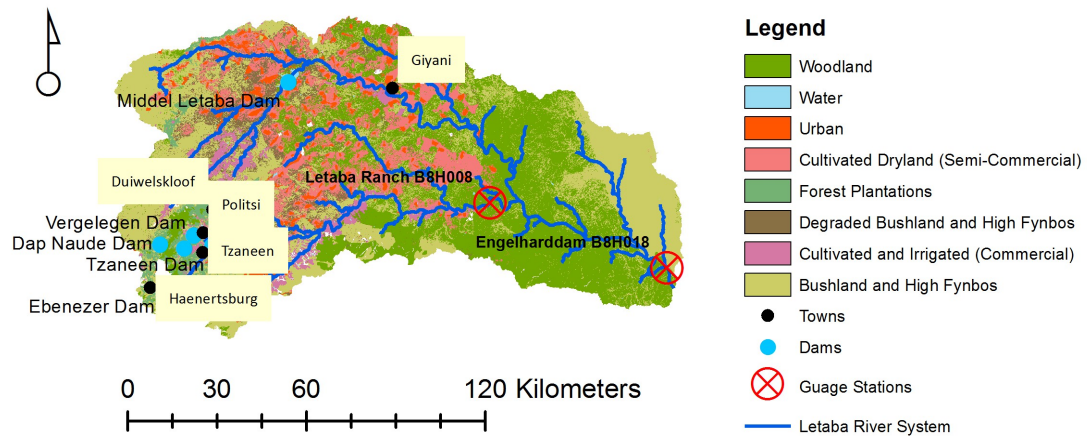 Giyani
Middel Letaba Dam
Duiwelskloof
Letaba Ranch B8H008
Politsi
Vergelegen Dam
Dap Naude Dam
Tzaneen
Engelharddam B8H018
Tzaneen Dam
Haenertsburg
Ebenezer Dam
0 30 60 120 Kilometers
Legend
Woodland
Water
Urban
Cultivated Dryland (Semi-Commercial)
Forest Plantations
Degraded Bushland and High Fynbos
Cultivated and Irrigated (Commercial)
Bushland and High Fynbos
Towns
Dams
Guage Stations
Letaba River System